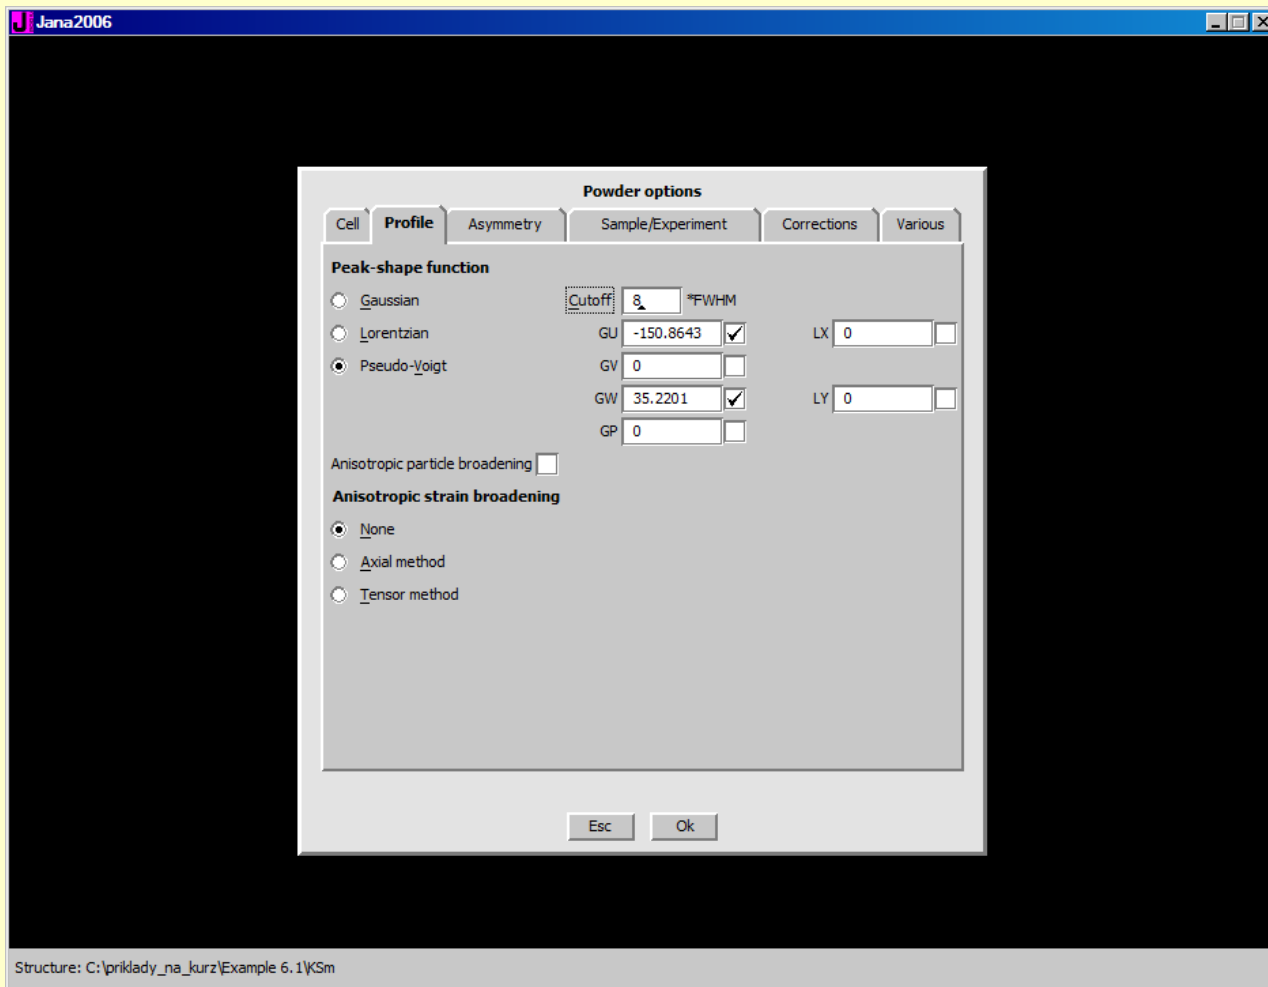 Jana2006
Powder options
Cell Profile Asymmetry Sample/Experiment Corrections Various
Peak-shape function
Gaussian Cutoff 8 *FWHM
Lorentzian GU -150.8643 LX 0
Pseudo-Voigt GV 0
GW 35.2201 LY 0
GP 0
Anisotropic particle broadening
Anisotropic strain broadening
None
Axial method
Tensor method
Esc Ok
Structure: C:\priklady_na_kurz\Example 6.1\KSm